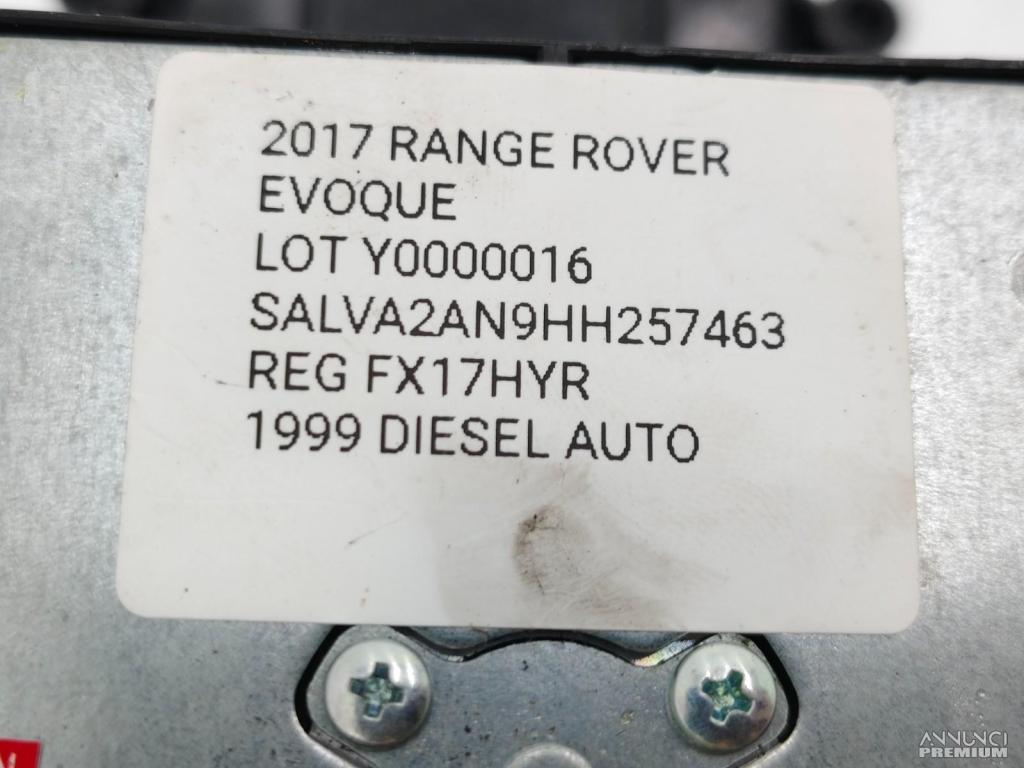 2017 RANGE ROVER
EVOQUE
LOT Y0000016
SALVA2AN9HH257463
REG FX17HYR
1999 DIESEL AUTO
ANNUNCI
PREMIUM